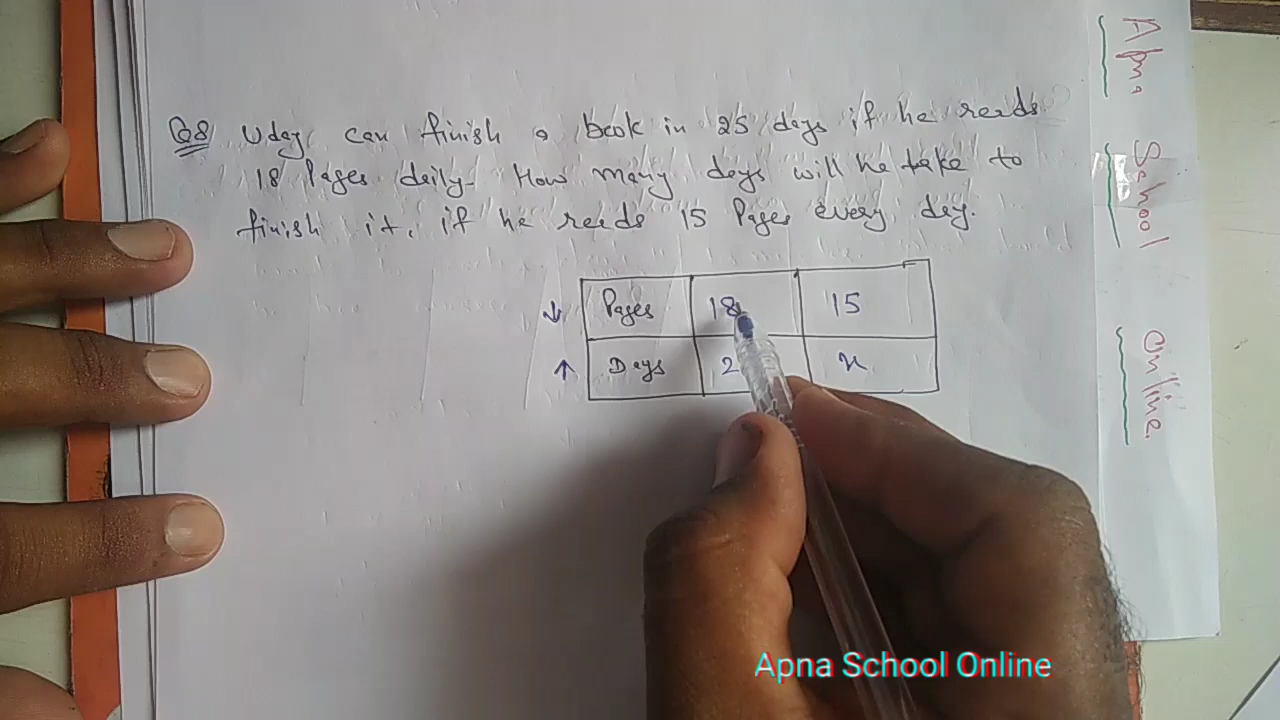 Q8 Uday can finish a book in 25 days if he reads
18 Pages daily. How many days will he take to
finish it, if he reads 15 Pages every day.
↓ Pages 18 15
↑ Days 2 x
Apna School Online.
Apna School Online